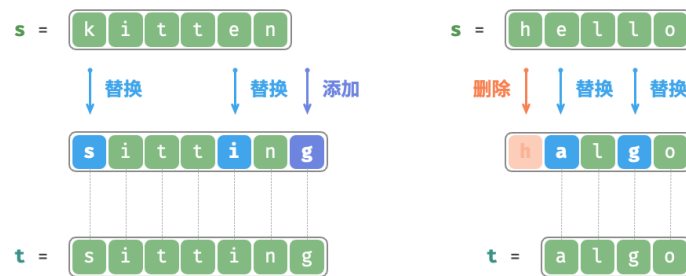 s = k i t t e n
替换 替换 添加
s i t t i n g
t = s i t t i n g
s = h e l l o
删除 替换 替换
h a l g o
t = a l g o